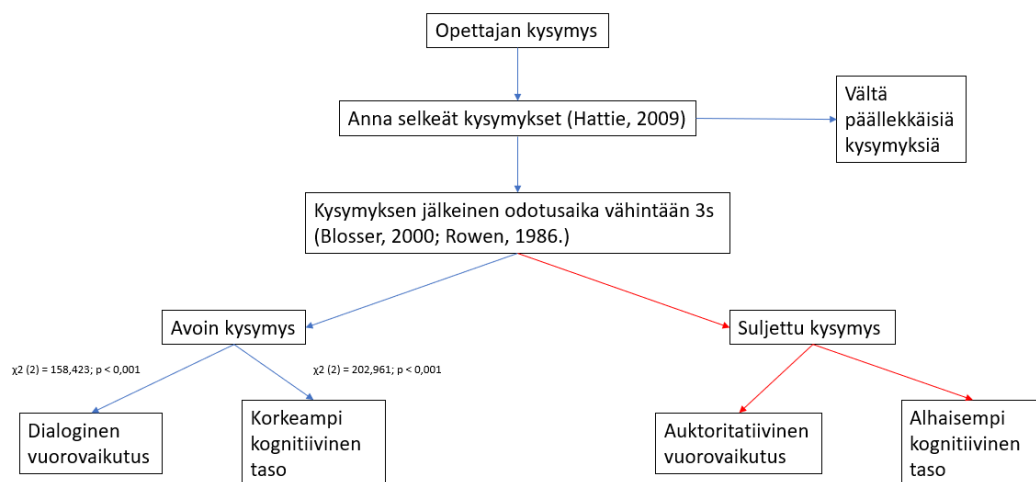 Opettajan kysymys
Anna selkeät kysymykset (Hattie, 2009)
Vältä
päällekkäisiä
kysymyksiä
Kysymyksen jälkeinen odotusaika vähintään 3s
(Blosser, 2000; Rowen, 1986.)
Avoin kysymys
Suljettu kysymys
χ2 (2) = 158,423; p < 0,001
χ2 (2) = 202,961; p < 0,001
Dialoginen
vuorovaikutus
Korkeampi
kognitiivinen
taso
Auktoritatiivinen
vuorovaikutus
Alhaisempi
kognitiivinen
taso